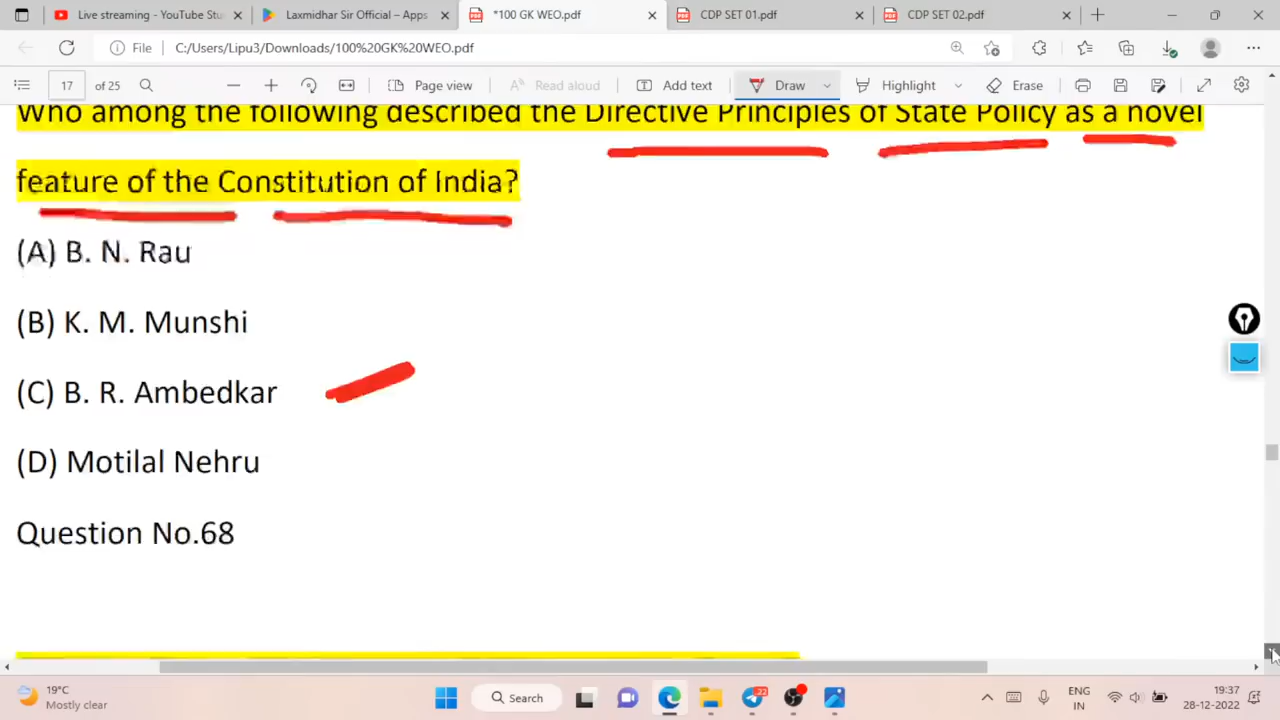 Live streaming - YouTube Stu
Laxmidhar Sir Official – Apps
*100 GK WEO.pdf
CDP SET 01.pdf
CDP SET 02.pdf
File
C:/Users/Lipu3/Downloads/100%20GK%20WEO.pdf
17 of 25
Page view
Read aloud
Add text
Draw
Highlight
Erase
Who among the following described the Directive Principles of State Policy as a novel
feature of the Constitution of India?
(A) B. N. Rau
(B) K. M. Munshi
(C) B. R. Ambedkar
(D) Motilal Nehru
Question No.68
19°C
Mostly clear
Search
22
ENG
IN
19:37
28-12-2022